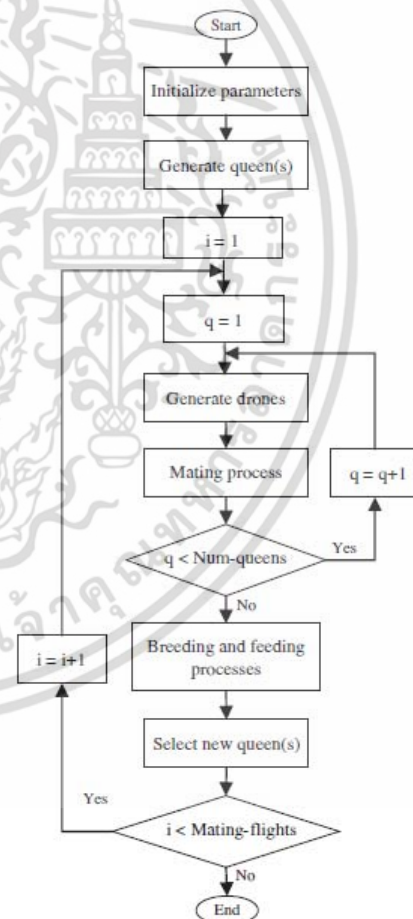 Start
Initialize parameters
Generate queen(s)
i = 1
q = 1
Generate drones
Mating process
q = q+1
q < Num-queens
Yes
No
Breeding and feeding
processes
i = i+1
Select new queen(s)
Yes
i < Mating-flights
No
End